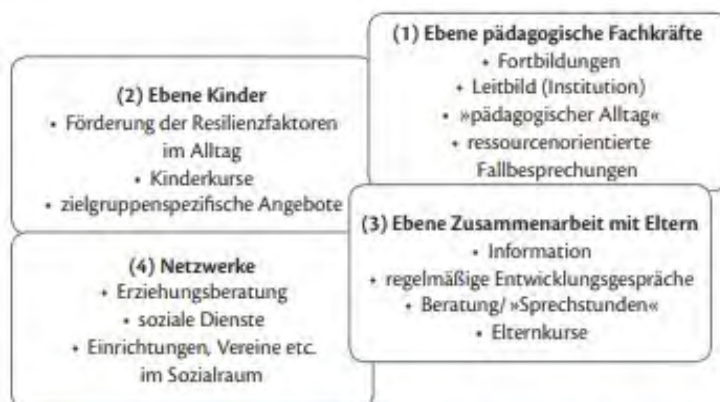 (1) Ebene pädagogische Fachkräfte
• Fortbildungen
• Leitbild (Institution)
• »pädagogischer Alltag«
• ressourcenorientierte
Fallbesprechungen
(2) Ebene Kinder
• Förderung der Resilienzfaktoren
im Alltag
• Kinderkurse
• zielgruppenspezifische Angebote
(3) Ebene Zusammenarbeit mit Eltern
• Information
• regelmäßige Entwicklungsgespräche
• Beratung/ »Sprechstunden«
• Elternkurse
(4) Netzwerke
• Erziehungsberatung
• soziale Dienste
• Einrichtungen, Vereine etc.
im Sozialraum